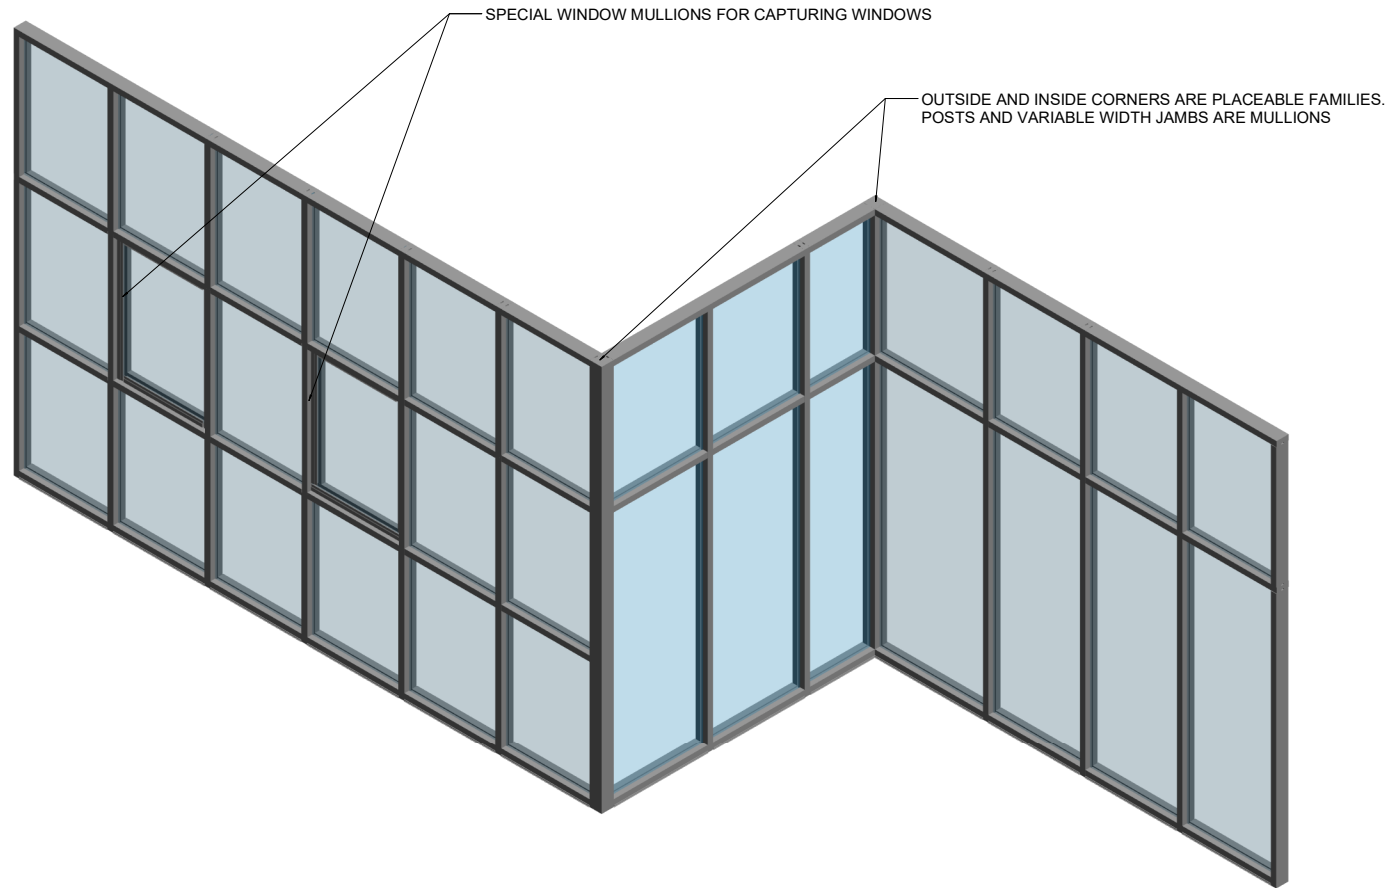 SPECIAL WINDOW MULLIONS FOR CAPTURING WINDOWS
OUTSIDE AND INSIDE CORNERS ARE PLACEABLE FAMILIES.
POSTS AND VARIABLE WIDTH JAMBS ARE MULLIONS